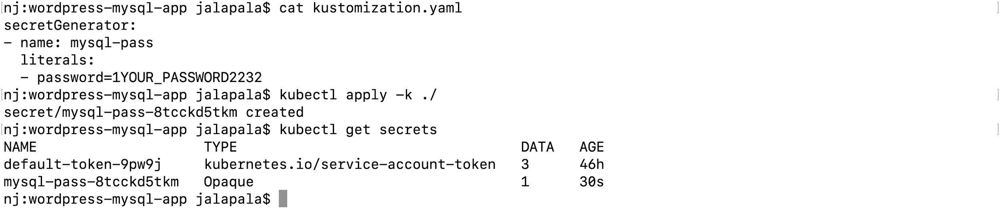 [nj:wordpress-mysql-app jalapala$ cat kustomization.yaml ]
secretGenerator:
- name: mysql-pass
  literals:
  - password=1YOUR_PASSWORD2232
[nj:wordpress-mysql-app jalapala$ kubectl apply -k ./ ]
secret/mysql-pass-8tcckd5tkm created
[nj:wordpress-mysql-app jalapala$ kubectl get secrets ]
NAME                    TYPE                                  DATA   AGE
default-token-9pw9j     kubernetes.io/service-account-token   3      46h
mysql-pass-8tcckd5tkm   Opaque                                1      30s
nj:wordpress-mysql-app jalapala$